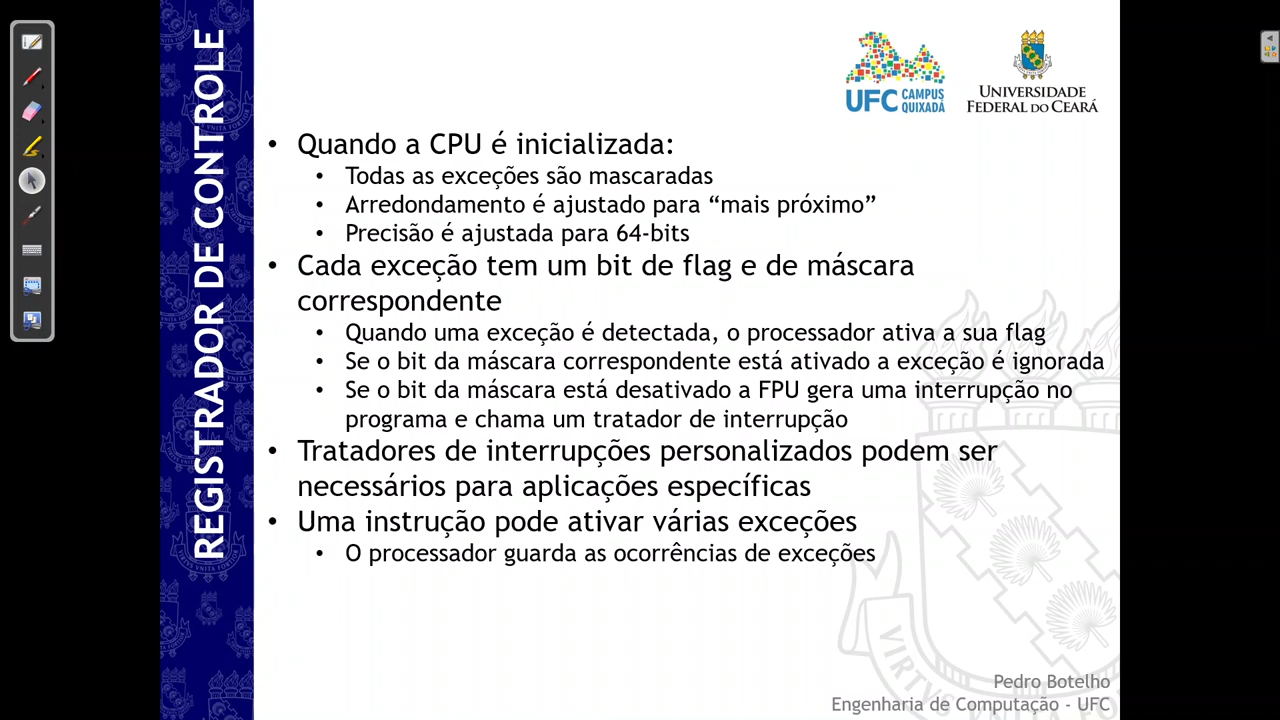 REGISTRADOR DE CONTROLE
UFC CAMPUS
QUIXADÁ
UNIVERSIDADE
FEDERAL DO CEARÁ
• Quando a CPU é inicializada:
• Todas as exceções são mascaradas
• Arredondamento é ajustado para “mais próximo”
• Precisão é ajustada para 64-bits
• Cada exceção tem um bit de flag e de máscara
correspondente
• Quando uma exceção é detectada, o processador ativa a sua flag
• Se o bit da máscara correspondente está ativado a exceção é ignorada
• Se o bit da máscara está desativado a FPU gera uma interrupção no
programa e chama um tratador de interrupção
• Tratadores de interrupções personalizados podem ser
necessários para aplicações específicas
• Uma instrução pode ativar várias exceções
• O processador guarda as ocorrências de exceções
Pedro Botelho
Engenharia de Computação - UFC